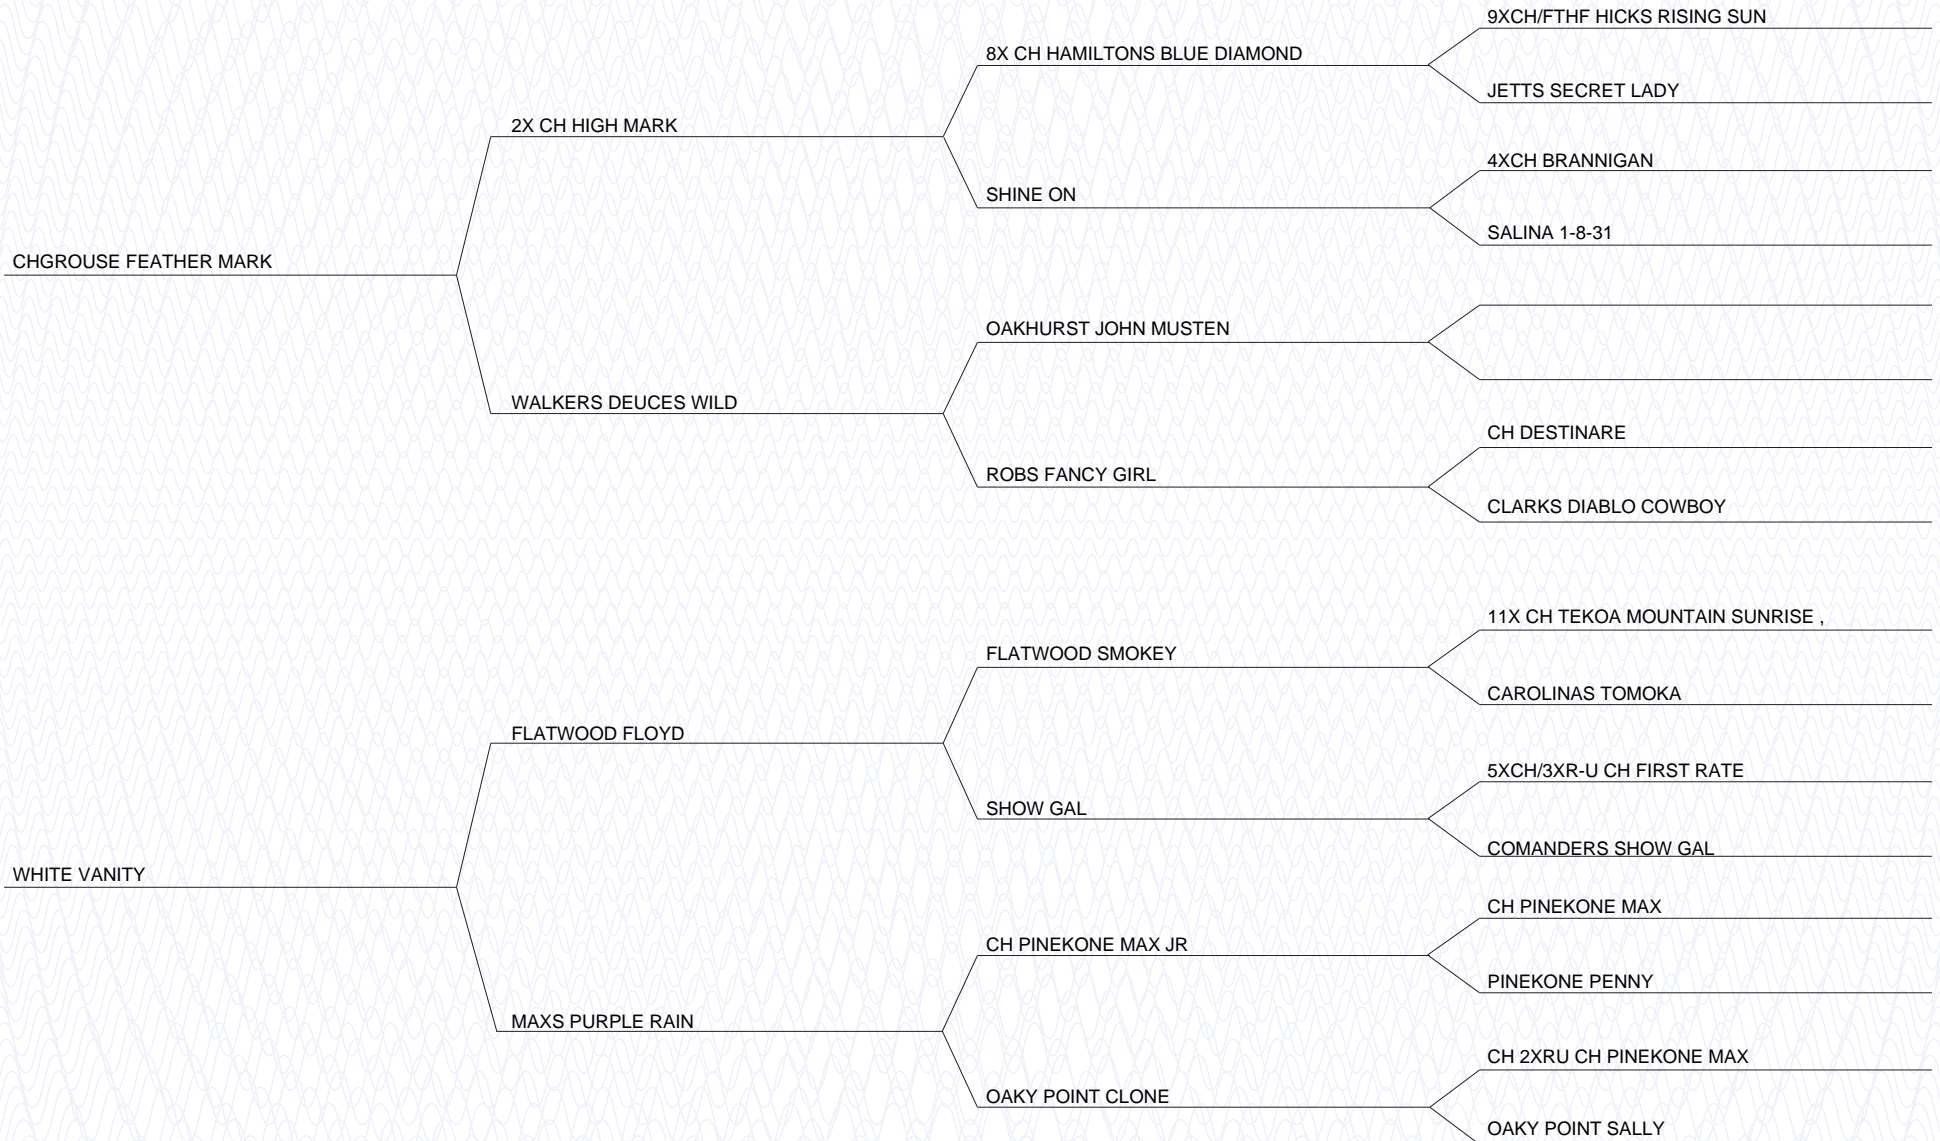 9XCH/FTHF HICKS RISING SUN
8X CH HAMILTONS BLUE DIAMOND
JETTS SECRET LADY
2X CH HIGH MARK
4XCH BRANNIGAN
SHINE ON
SALINA 1-8-31
CHGROUSE FEATHER MARK
OAKHURST JOHN MUSTEN
WALKERS DEUCES WILD
CH DESTINARE
ROBS FANCY GIRL
CLARKS DIABLO COWBOY
11X CH TEKOA MOUNTAIN SUNRISE ,
FLATWOOD SMOKEY
CAROLINAS TOMOKA
FLATWOOD FLOYD
5XCH/3XR-U CH FIRST RATE
SHOW GAL
COMANDERS SHOW GAL
WHITE VANITY
CH PINEKONE MAX
CH PINEKONE MAX JR
PINEKONE PENNY
MAXS PURPLE RAIN
CH 2XRU CH PINEKONE MAX
OAKY POINT CLONE
OAKY POINT SALLY